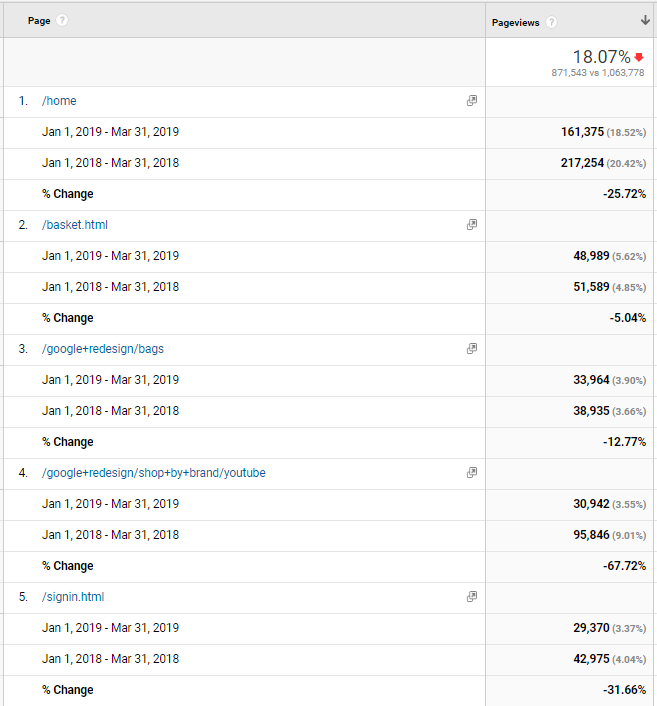 Page ? Pageviews ?
18.07%
871,543 vs 1,063,778
1. /home
Jan 1, 2019 - Mar 31, 2019 161,375 (18.52%)
Jan 1, 2018 - Mar 31, 2018 217,254 (20.42%)
% Change -25.72%
2. /basket.html
Jan 1, 2019 - Mar 31, 2019 48,989 (5.62%)
Jan 1, 2018 - Mar 31, 2018 51,589 (4.85%)
% Change -5.04%
3. /google+redesign/bags
Jan 1, 2019 - Mar 31, 2019 33,964 (3.90%)
Jan 1, 2018 - Mar 31, 2018 38,935 (3.66%)
% Change -12.77%
4. /google+redesign/shop+by+brand/youtube
Jan 1, 2019 - Mar 31, 2019 30,942 (3.55%)
Jan 1, 2018 - Mar 31, 2018 95,846 (9.01%)
% Change -67.72%
5. /signin.html
Jan 1, 2019 - Mar 31, 2019 29,370 (3.37%)
Jan 1, 2018 - Mar 31, 2018 42,975 (4.04%)
% Change -31.66%